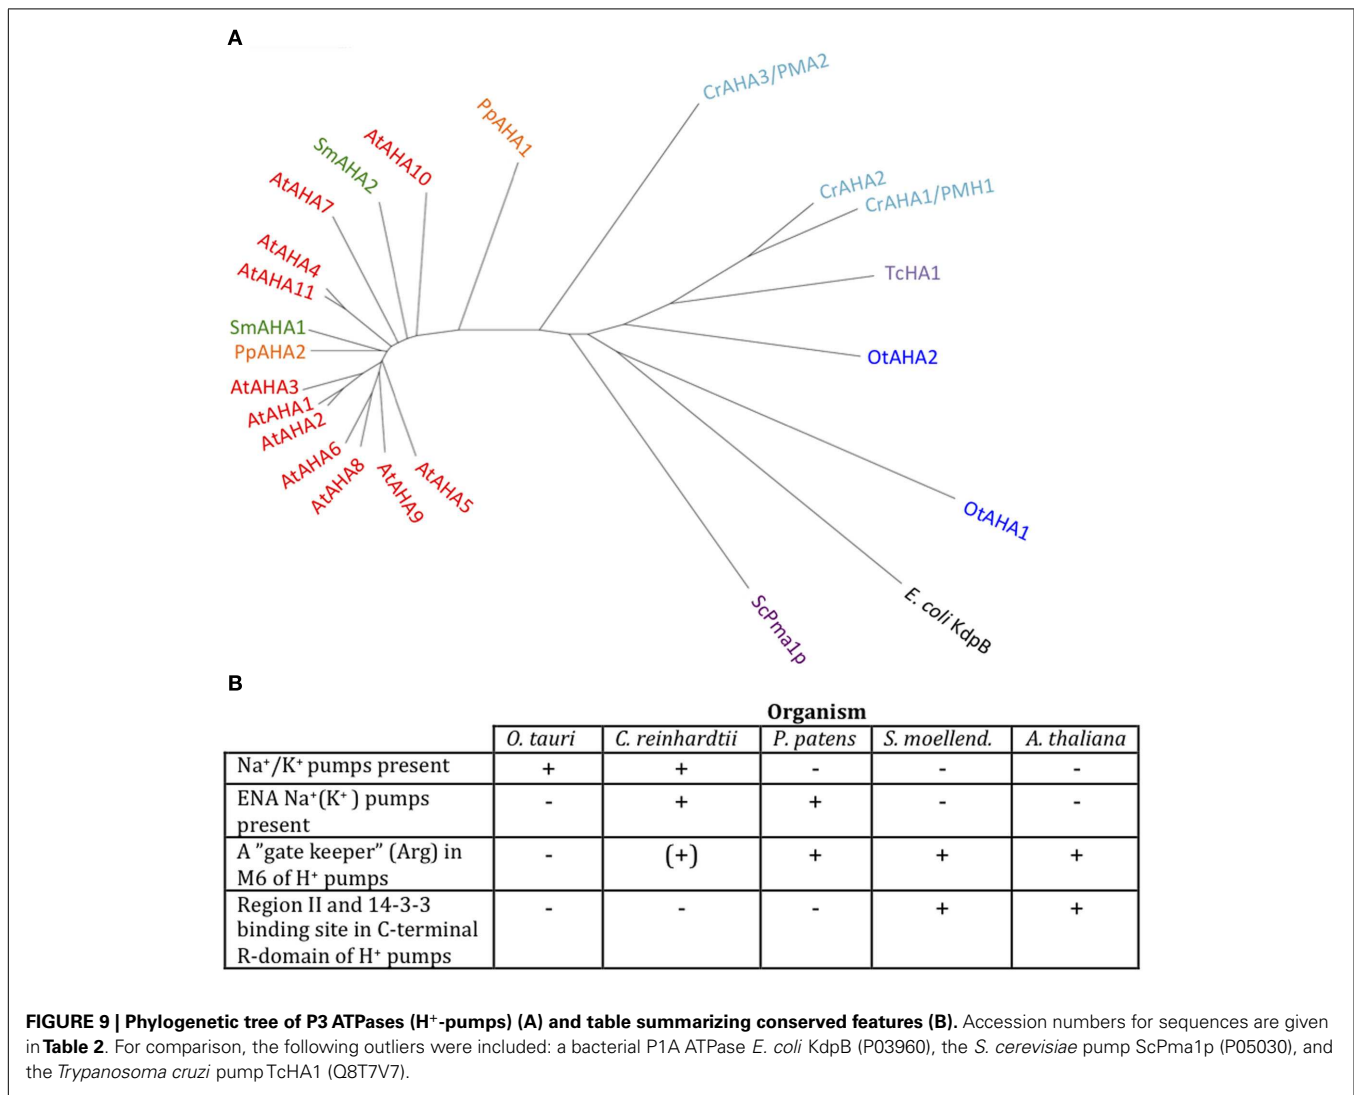 A
CrAHA3/PMA2
PpAHA1
AtAHA10
SmAHA2
AtAHA7
CrAHA2
CrAHA1/PMH1
AtAHA4
AtAHA11
TcHA1
SmAHA1
PpAHA2
OtAHA2
AtAHA3
AtAHA1
AtAHA2
AtAHA6
AtAHA8
AtAHA9
AtAHA5
OtAHA1
E. coli KdpB
ScPma1p
B
Organism
O. tauri C. reinhardtii P. patens S. moellend. A. thaliana
Na⁺/K⁺ pumps present + + - - -
ENA Na⁺(K⁺ ) pumps - + + - -
present
A ”gate keeper” (Arg) in - (+) + + +
M6 of H⁺ pumps
Region II and 14-3-3 - - - + +
binding site in C-terminal
R-domain of H⁺ pumps
FIGURE 9 | Phylogenetic tree of P3 ATPases (H⁺-pumps) (A) and table summarizing conserved features (B). Accession numbers for sequences are given
in Table 2. For comparison, the following outliers were included: a bacterial P1A ATPase E. coli KdpB (P03960), the S. cerevisiae pump ScPma1p (P05030), and
the Trypanosoma cruzi pump TcHA1 (Q8T7V7).